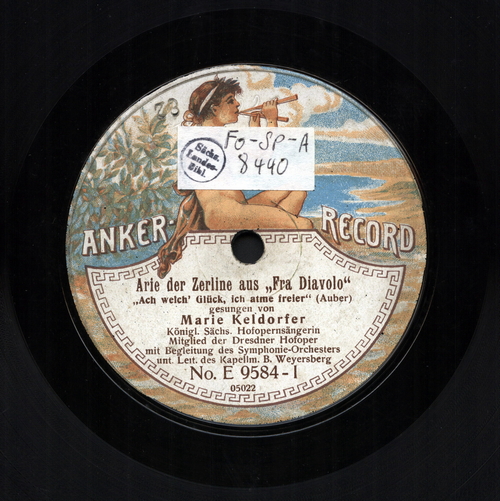 78
Fo-SP-A
8440
Sächs.
Landes-
Bibl.
ANKER-RECORD
Arie der Zerline aus „Fra Diavolo“
„Ach welch' Glück, ich atme freier“ (Auber)
gesungen von
Marie Keldorfer
Königl. Sächs. Hofopernsängerin
Mitglied der Dresdner Hofoper
mit Begleitung des Symphonie-Orchesters
unt. Leit. des Kapellm. B. Weyersberg
No. E 9584-I
05022